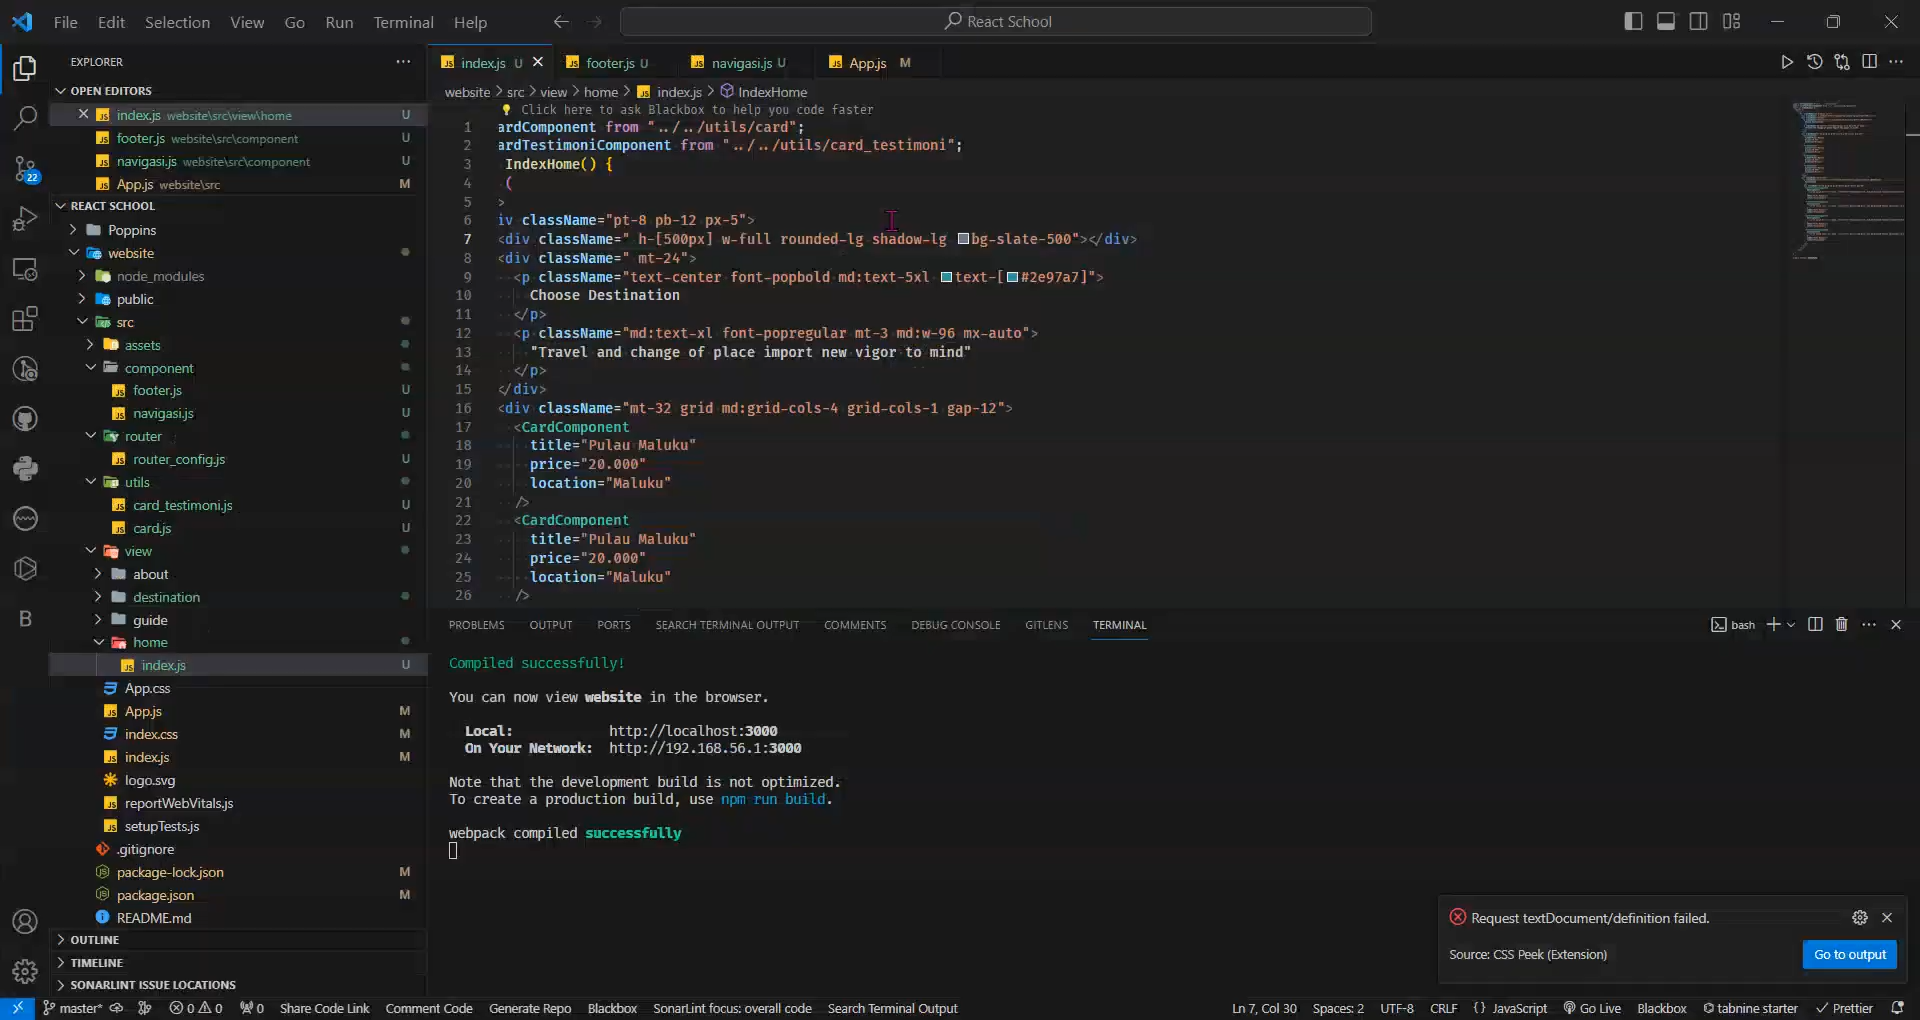 File Edit Selection View Go Run Terminal Help
React School
EXPLORER
OPEN EDITORS
index.js website\src\view\home U
footer.js website\src\component U
navigasi.js website\src\component U
App.js website\src M
REACT SCHOOL
Poppins
website
node_modules
public
src
assets
component
footer.js U
navigasi.js U
router
router_config.js U
utils
card_testimoni.js U
card.js U
view
about
destination
guide
home
index.js U
App.css
App.js M
index.css M
index.js M
logo.svg
reportWebVitals.js
setupTests.js
.gitignore
package-lock.json M
package.json M
README.md
OUTLINE
TIMELINE
SONARLINT ISSUE LOCATIONS
22
B
index.js U footer.js U navigasi.js U App.js M
website > src > view > home > index.js > IndexHome
Click here to ask Blackbox to help you code faster
1 ardComponent from "../../utils/card";
2 ardTestimoniComponent from "../../utils/card_testimoni";
3 IndexHome() {
4 (
5 >
6 iv className="pt-8 pb-12 px-5">
7 <div className=" h-[500px] w-full rounded-lg shadow-lg bg-slate-500"></div>
8 <div className=" mt-24">
9 <p className="text-center font-popbold md:text-5xl text-[#2e97a7]">
10 Choose Destination
11 </p>
12 <p className="md:text-xl font-popregular mt-3 md:w-96 mx-auto">
13 "Travel and change of place import new vigor to mind"
14 </p>
15 </div>
16 <div className="mt-32 grid md:grid-cols-4 grid-cols-1 gap-12">
17 <CardComponent
18 title="Pulau Maluku"
19 price="20.000"
20 location="Maluku"
21 />
22 <CardComponent
23 title="Pulau Maluku"
24 price="20.000"
25 location="Maluku"
26 />
PROBLEMS OUTPUT PORTS SEARCH TERMINAL OUTPUT COMMENTS DEBUG CONSOLE GITLENS TERMINAL
bash
Compiled successfully!
You can now view website in the browser.
Local: http://localhost:3000
On Your Network: http://192.168.56.1:3000
Note that the development build is not optimized.
To create a production build, use npm run build.
webpack compiled successfully
Request textDocument/definition failed.
Source: CSS Peek (Extension)
Go to output
master* 0 0 0 Share Code Link Comment Code Generate Repo Blackbox SonarLint focus: overall code Search Terminal Output Ln 7, Col 30 Spaces: 2 UTF-8 CRLF {} JavaScript Go Live Blackbox tabnine starter Prettier